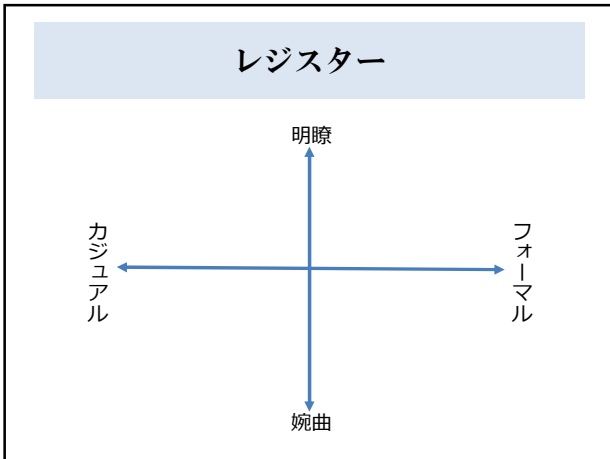 レジスター
明瞭
カジュアル
フォーマル
婉曲